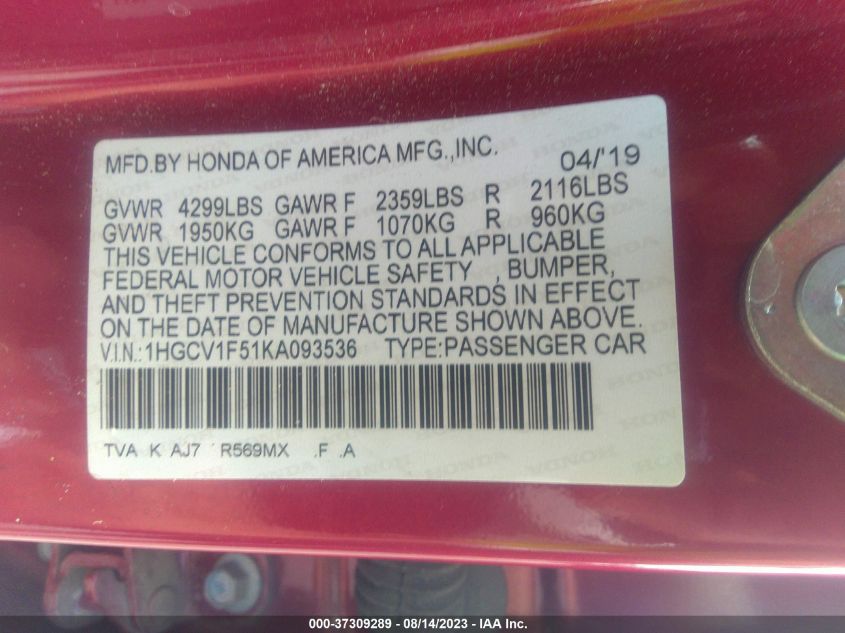 MFD.BY HONDA OF AMERICA MFG.,INC. 04/'19
GVWR 4299LBS GAWR F 2359LBS R 2116LBS
GVWR 1950KG GAWR F 1070KG R 960KG
THIS VEHICLE CONFORMS TO ALL APPLICABLE
FEDERAL MOTOR VEHICLE SAFETY , BUMPER,
AND THEFT PREVENTION STANDARDS IN EFFECT
ON THE DATE OF MANUFACTURE SHOWN ABOVE.
V.I.N.:1HGCV1F51KA093536 TYPE:PASSENGER CAR
TVA K AJ7 R569MX .F .A
000-37309289 - 08/14/2023 - IAA Inc.